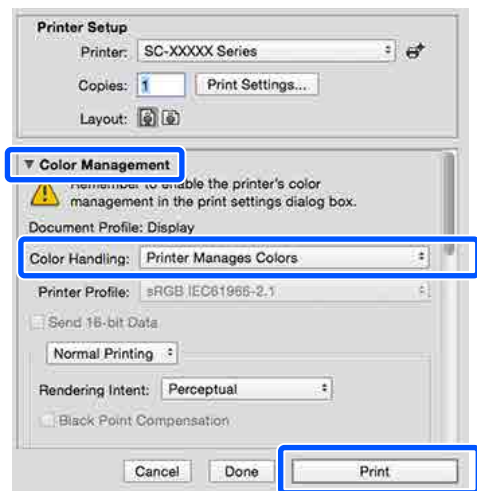 Printer Setup
Printer: SC-XXXXX Series
Copies: 1 Print Settings...
Layout:
▼ Color Management
Remember to enable the printer's color
management in the print settings dialog box.
Document Profile: Display
Color Handling: Printer Manages Colors
Printer Profile: sRGB IEC61966-2.1
Send 16-bit Data
Normal Printing
Rendering Intent: Perceptual
Black Point Compensation
Cancel Done Print